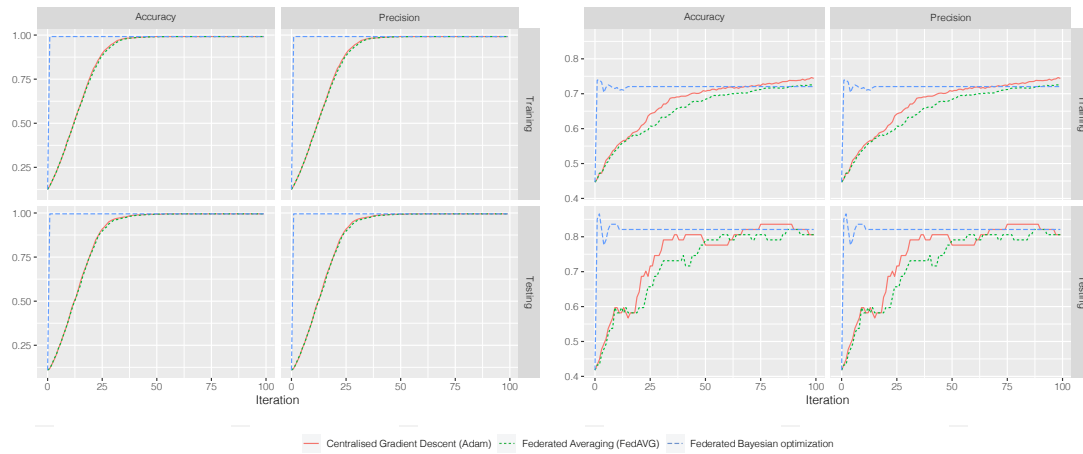 Accuracy Precision
1.00
0.75
0.50
0.25
Training
1.00
0.75
0.50
0.25
Testing
0 25 50 75 100 0 25 50 75 100
Iteration
Accuracy Precision
0.8
0.7
0.6
0.5
0.4
Training
0.8
0.7
0.6
0.5
0.4
Testing
0 25 50 75 100 0 25 50 75 100
Iteration
Centralised Gradient Descent (Adam) Federated Averaging (FedAVG) Federated Bayesian optimization